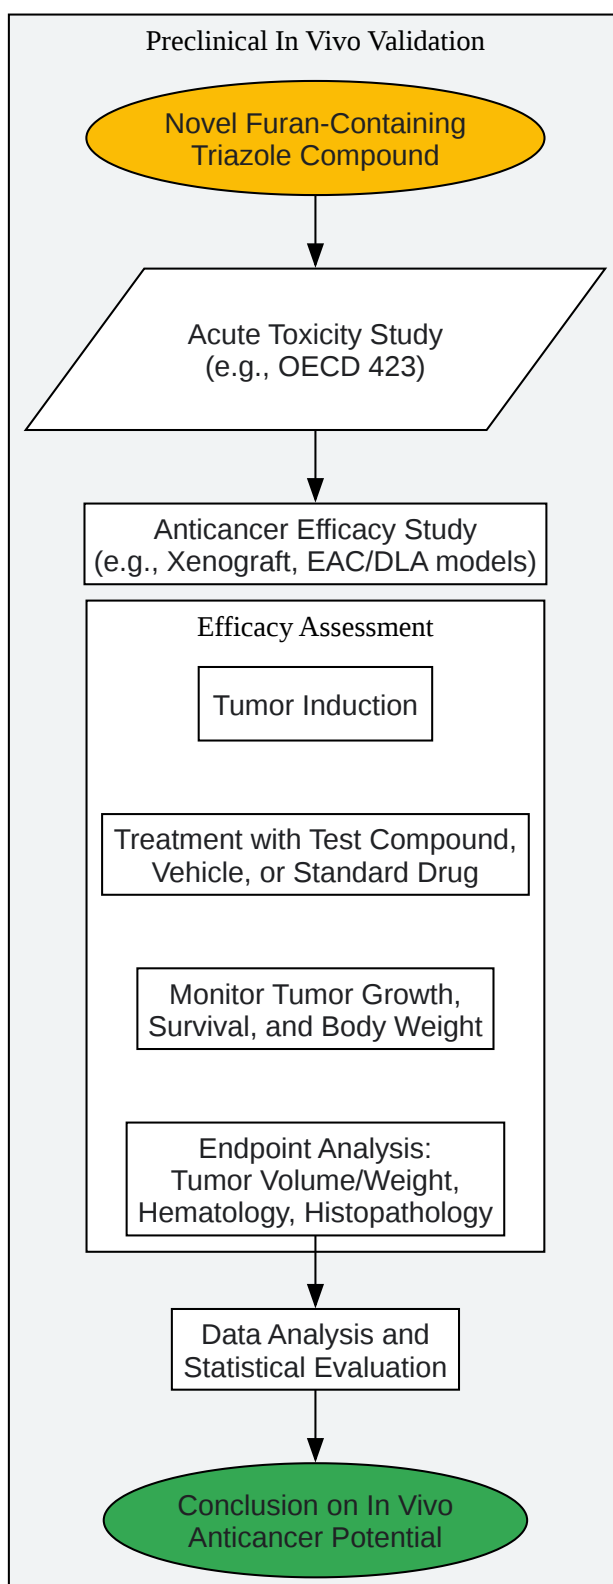 Preclinical In Vivo Validation
Novel Furan-Containing
Triazole Compound
Acute Toxicity Study
(e.g., OECD 423)
Anticancer Efficacy Study
(e.g., Xenograft, EAC/DLA models)
Efficacy Assessment
Tumor Induction
Treatment with Test Compound,
Vehicle, or Standard Drug
Monitor Tumor Growth,
Survival, and Body Weight
Endpoint Analysis:
Tumor Volume/Weight,
Hematology, Histopathology
Data Analysis and
Statistical Evaluation
Conclusion on In Vivo
Anticancer Potential